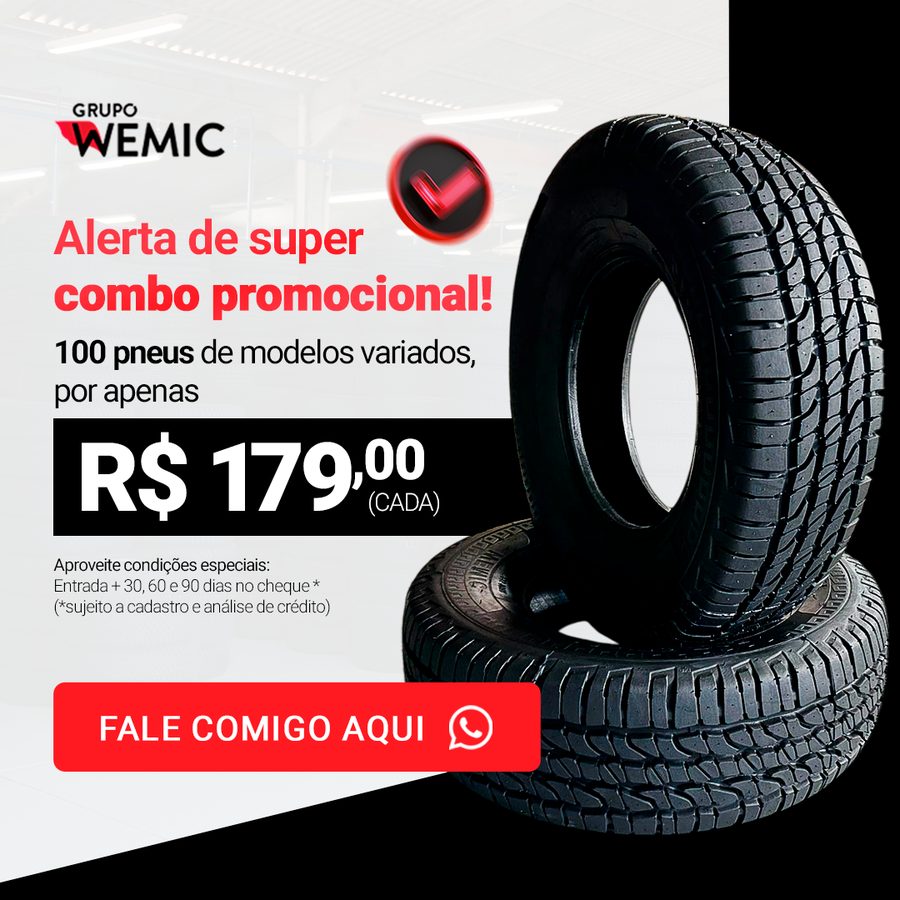 GRUPO
WEMIC
Alerta de super
combo promocional!
100 pneus de modelos variados,
por apenas
R$ 179,00
(CADA)
Aproveite condições especiais:
Entrada + 30, 60 e 90 dias no cheque *
(*sujeito a cadastro e análise de crédito)
FALE COMIGO AQUI